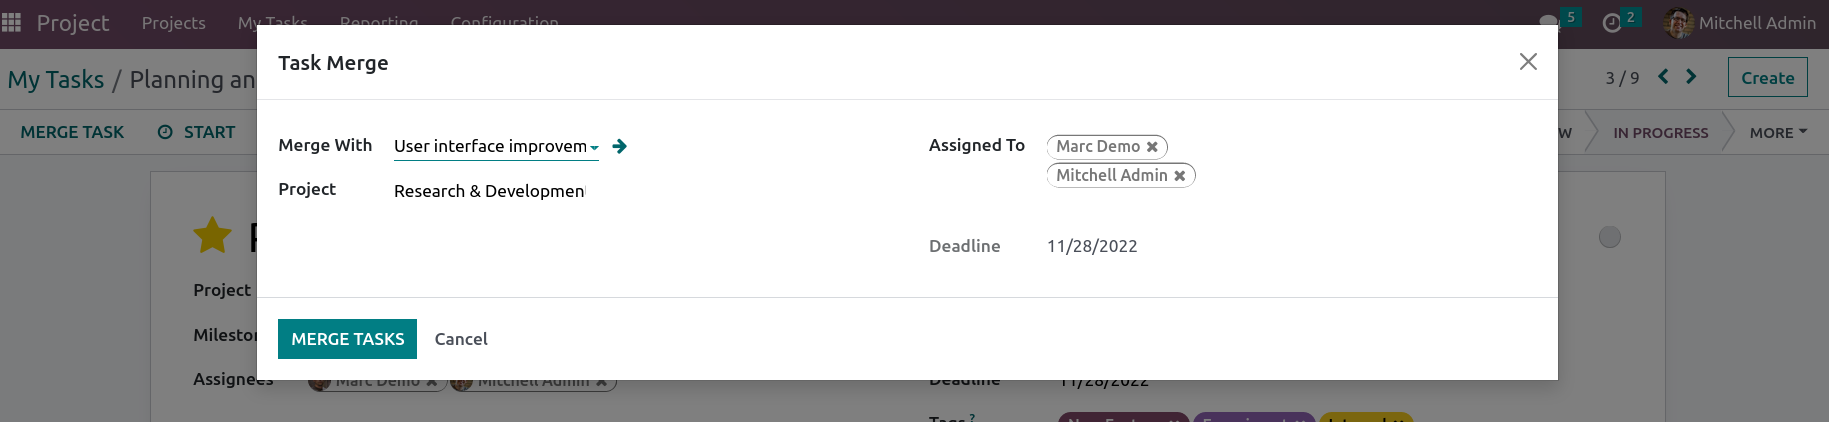 Project Projects My Tasks Reporting Configuration 5 2 Mitchell Admin
Task Merge
My Tasks / Planning an 3 / 9 Create
MERGE TASK START W IN PROGRESS MORE
Merge With User interface improvem Assigned To Marc Demo
Mitchell Admin
Project Research & Developmen
Deadline 11/28/2022
Project
MERGE TASKS Cancel
Milesto
Assignees Marc Demo Mitchell Admin Deadline 11/28/2022
Tags ?